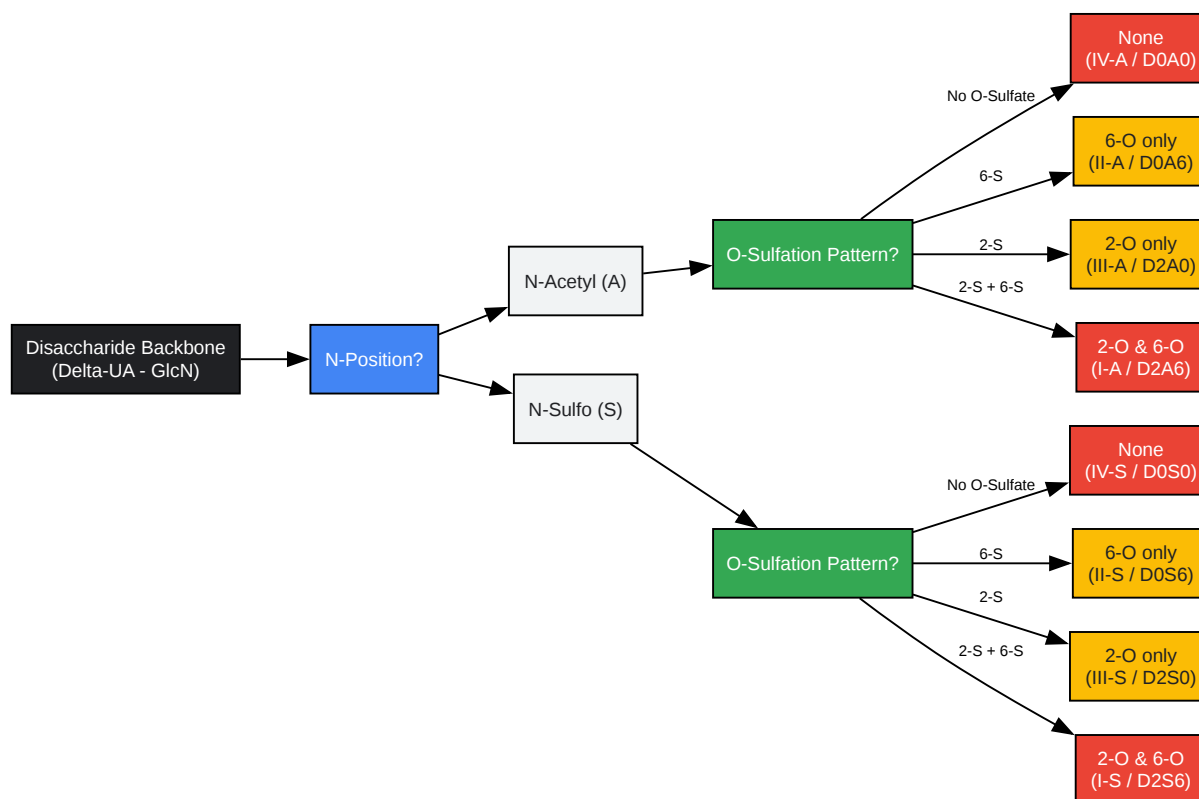 Disaccharide Backbone
(Delta-UA - GlcN)
N-Position?
N-Acetyl (A)
N-Sulfo (S)
O-Sulfation Pattern?
No O-Sulfate
6-S
2-S
2-S + 6-S
None
(IV-A / D0A0)
6-O only
(II-A / D0A6)
2-O only
(III-A / D2A0)
2-O & 6-O
(I-A / D2A6)
O-Sulfation Pattern?
No O-Sulfate
6-S
2-S
2-S + 6-S
None
(IV-S / D0S0)
6-O only
(II-S / D0S6)
2-O only
(III-S / D2S0)
2-O & 6-O
(I-S / D2S6)